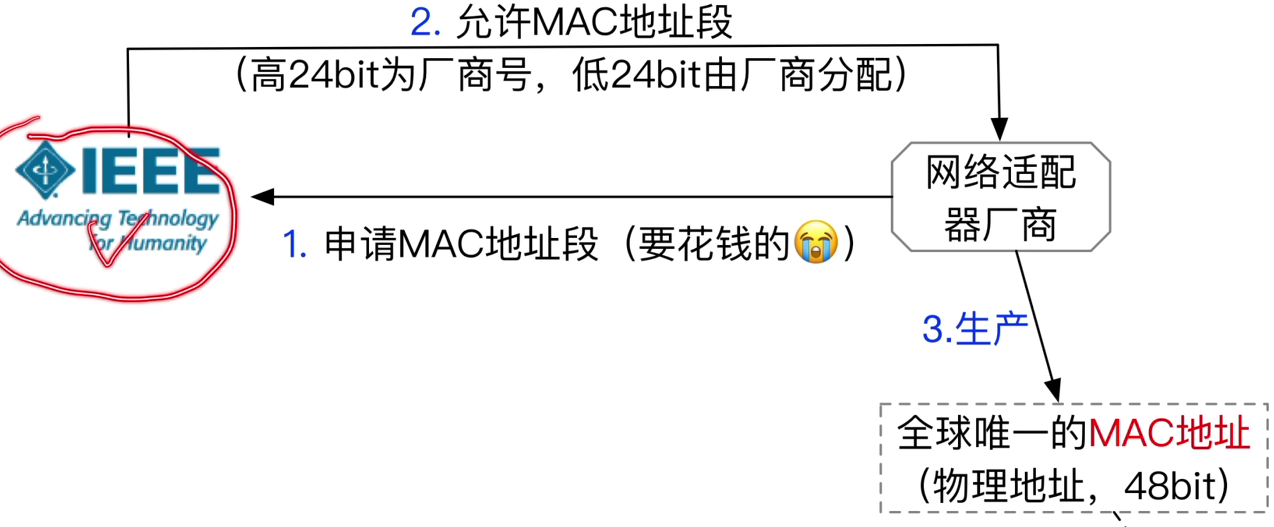 2. 允许MAC地址段
（高24bit为厂商号，低24bit由厂商分配）
IEEE
Advancing Technology
for Humanity
1. 申请MAC地址段（要花钱的😭）
网络适配
器厂商
3.生产
全球唯一的MAC地址
（物理地址，48bit）